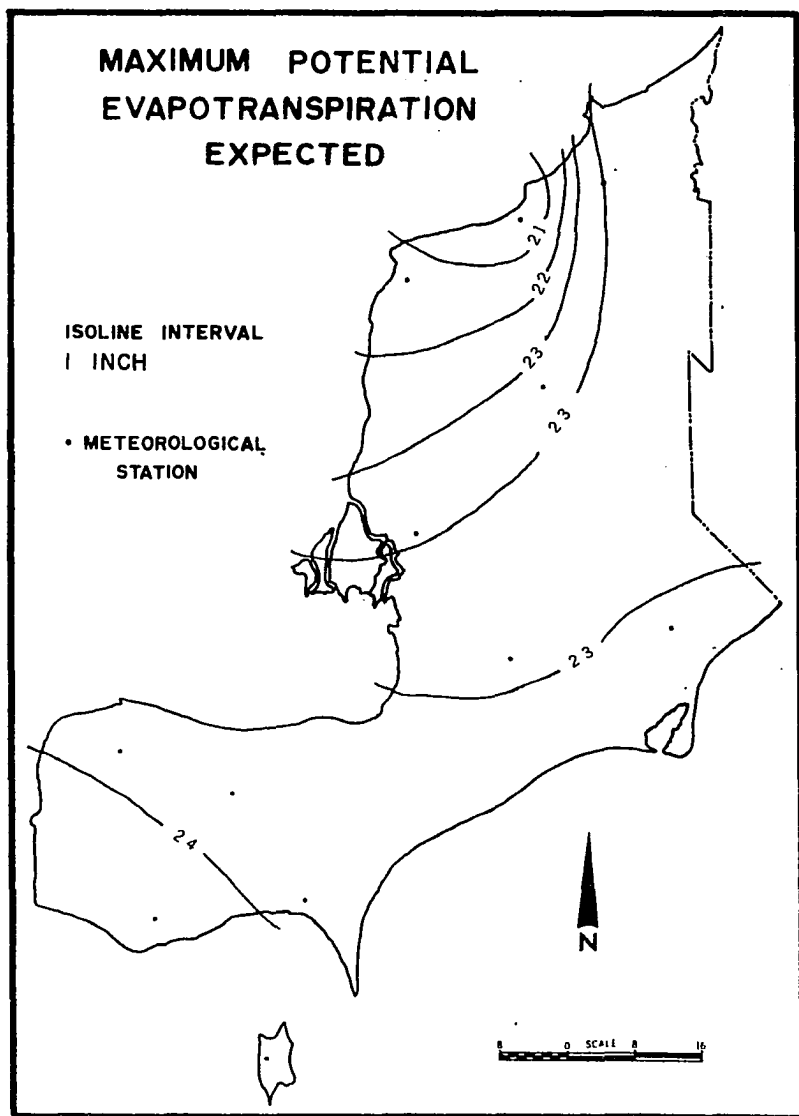 MAXIMUM POTENTIAL
EVAPOTRANSPIRATION
EXPECTED
21
22
ISOLINE INTERVAL
1 INCH
23
23
• METEOROLOGICAL
STATION
23
24
N
8 0 SCALE 8 16